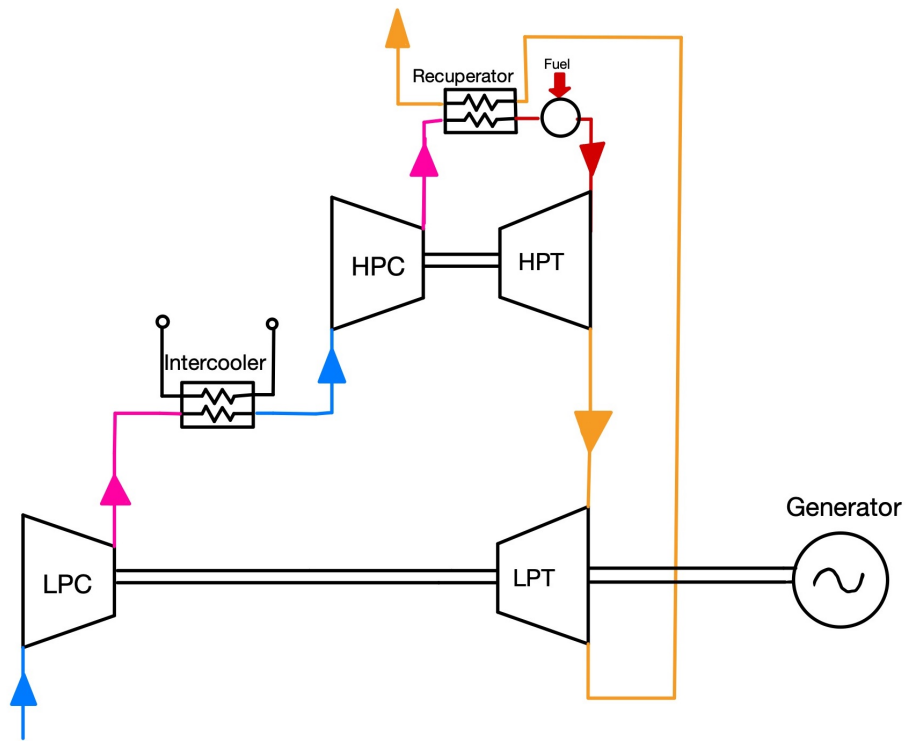 Fuel
Recuperator
HPC
HPT
Intercooler
Generator
LPC
LPT